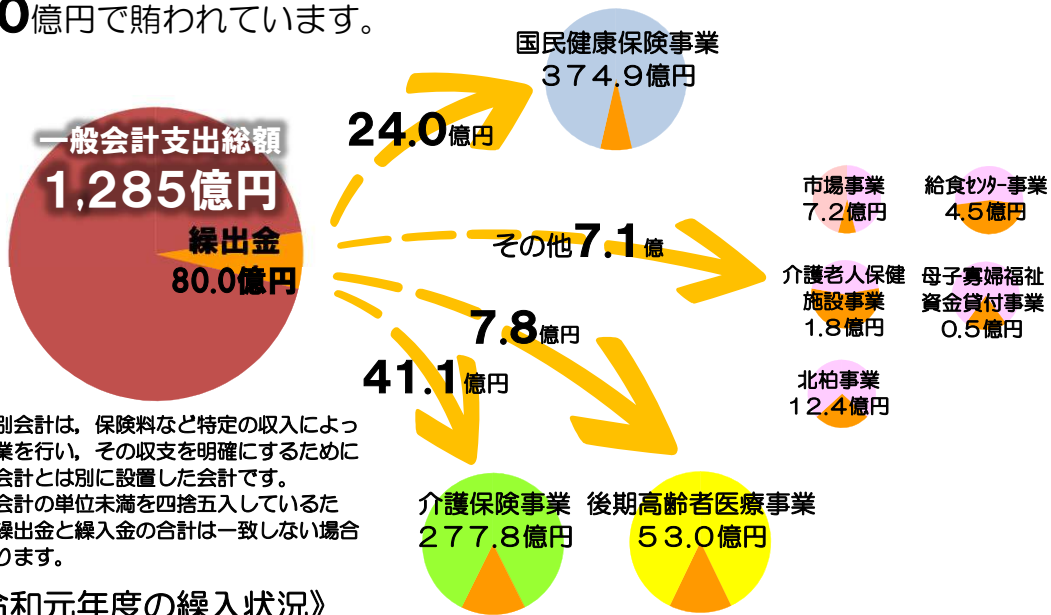 0億円で賄われています。
国民健康保険事業
374.9億円
24.0億円
一般会計支出総額
1,285億円
繰出金
80.0億円
その他7.1億
7.8億円
41.1億円
市場事業
7.2億円
給食ｾﾝﾀｰ事業
4.5億円
介護老人保健
施設事業
1.8億円
母子寡婦福祉
資金貸付事業
0.5億円
北柏事業
12.4億円
別会計は，保険料など特定の収入によっ
業を行い，その収支を明確にするために
会計とは別に設置した会計です。
会計の単位未満を四捨五入しているた
繰出金と繰入金の合計は一致しない場合
ります。
介護保険事業
277.8億円
後期高齢者医療事業
53.0億円
令和元年度の繰入状況》